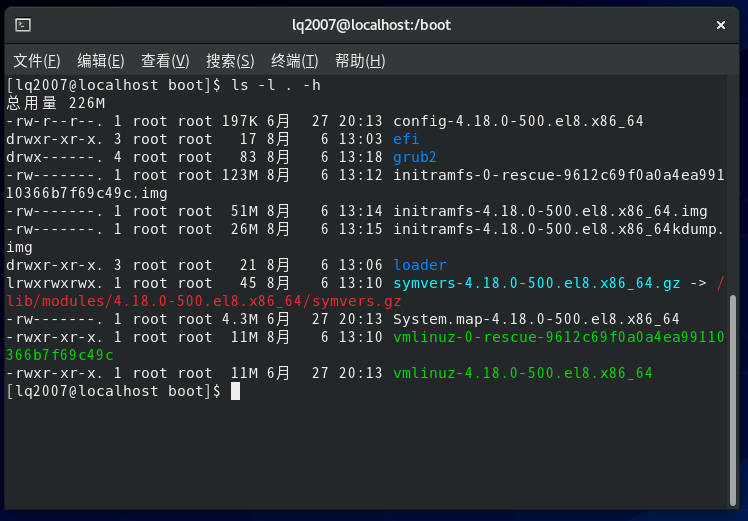 lq2007@localhost:/boot
×
文件(F) 编辑(E) 查看(V) 搜索(S) 终端(T) 帮助(H)
[lq2007@localhost boot]$ ls -l . -h
总用量 226M
-rw-r--r--. 1 root root 197K 6月  27 20:13 config-4.18.0-500.el8.x86_64
drwxr-xr-x. 3 root root   17 8月   6 13:03 efi
drwx------. 4 root root   83 8月   6 13:18 grub2
-rw-------. 1 root root 123M 8月   6 13:12 initramfs-0-rescue-9612c69f0a0a4ea991
10366b7f69c49c.img
-rw-------. 1 root root  51M 8月   6 13:14 initramfs-4.18.0-500.el8.x86_64.img
-rw-------. 1 root root  26M 8月   6 13:15 initramfs-4.18.0-500.el8.x86_64kdump.
img
drwxr-xr-x. 3 root root   21 8月   6 13:06 loader
lrwxrwxrwx. 1 root root   45 8月   6 13:10 symvers-4.18.0-500.el8.x86_64.gz -> /
lib/modules/4.18.0-500.el8.x86_64/symvers.gz
-rw-------. 1 root root 4.3M 6月  27 20:13 System.map-4.18.0-500.el8.x86_64
-rwxr-xr-x. 1 root root  11M 8月   6 13:10 vmlinuz-0-rescue-9612c69f0a0a4ea99110
366b7f69c49c
-rwxr-xr-x. 1 root root  11M 6月  27 20:13 vmlinuz-4.18.0-500.el8.x86_64
[lq2007@localhost boot]$